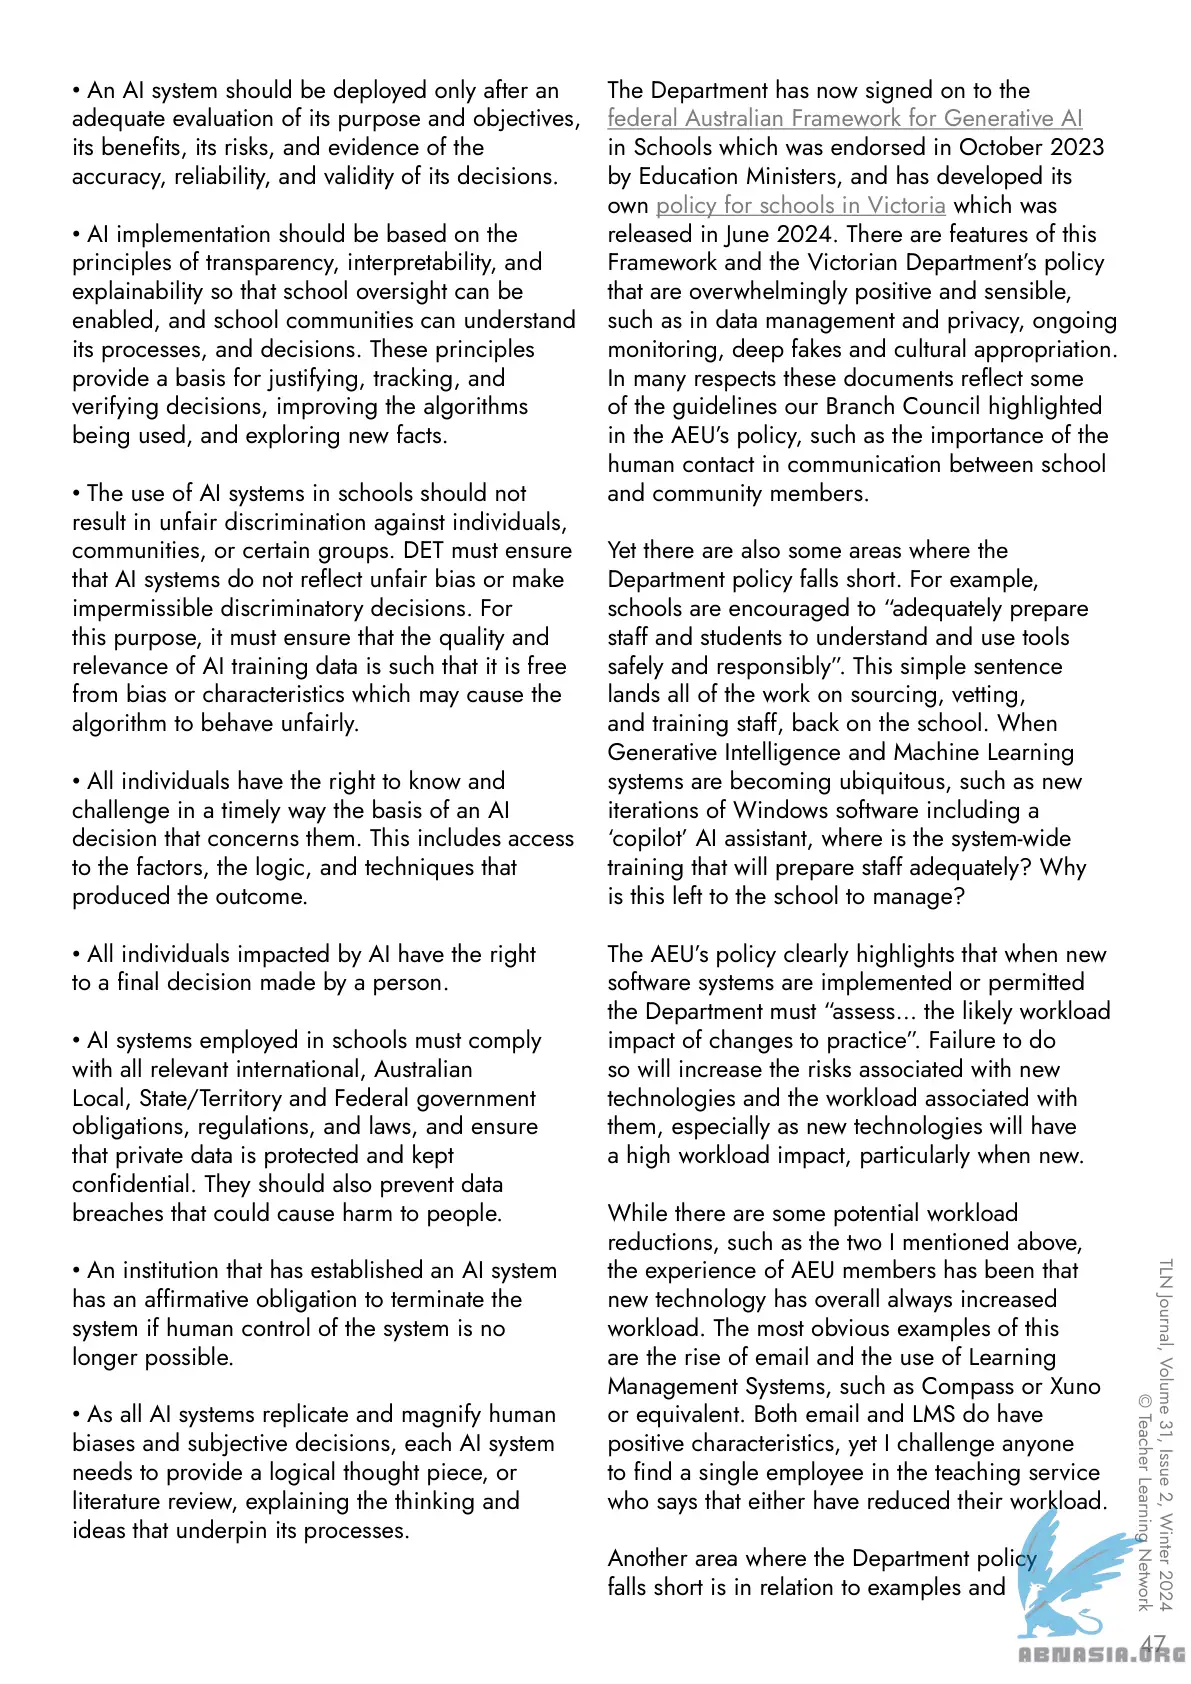 • An AI system should be deployed only after an
adequate evaluation of its purpose and objectives,
its benefits, its risks, and evidence of the
accuracy, reliability, and validity of its decisions.
• AI implementation should be based on the
principles of transparency, interpretability, and
explainability so that school oversight can be
enabled, and school communities can understand
its processes, and decisions. These principles
provide a basis for justifying, tracking, and
verifying decisions, improving the algorithms
being used, and exploring new facts.
• The use of AI systems in schools should not
result in unfair discrimination against individuals,
communities, or certain groups. DET must ensure
that AI systems do not reflect unfair bias or make
impermissible discriminatory decisions. For
this purpose, it must ensure that the quality and
relevance of AI training data is such that it is free
from bias or characteristics which may cause the
algorithm to behave unfairly.
• All individuals have the right to know and
challenge in a timely way the basis of an AI
decision that concerns them. This includes access
to the factors, the logic, and techniques that
produced the outcome.
• All individuals impacted by AI have the right
to a final decision made by a person.
• AI systems employed in schools must comply
with all relevant international, Australian
Local, State/Territory and Federal government
obligations, regulations, and laws, and ensure
that private data is protected and kept
confidential. They should also prevent data
breaches that could cause harm to people.
• An institution that has established an AI system
has an affirmative obligation to terminate the
system if human control of the system is no
longer possible.
• As all AI systems replicate and magnify human
biases and subjective decisions, each AI system
needs to provide a logical thought piece, or
literature review, explaining the thinking and
ideas that underpin its processes.
The Department has now signed on to the
federal Australian Framework for Generative AI
in Schools which was endorsed in October 2023
by Education Ministers, and has developed its
own policy for schools in Victoria which was
released in June 2024. There are features of this
Framework and the Victorian Department’s policy
that are overwhelmingly positive and sensible,
such as in data management and privacy, ongoing
monitoring, deep fakes and cultural appropriation.
In many respects these documents reflect some
of the guidelines our Branch Council highlighted
in the AEU’s policy, such as the importance of the
human contact in communication between school
and community members.
Yet there are also some areas where the
Department policy falls short. For example,
schools are encouraged to “adequately prepare
staff and students to understand and use tools
safely and responsibly”. This simple sentence
lands all of the work on sourcing, vetting,
and training staff, back on the school. When
Generative Intelligence and Machine Learning
systems are becoming ubiquitous, such as new
iterations of Windows software including a
‘copilot’ AI assistant, where is the system-wide
training that will prepare staff adequately? Why
is this left to the school to manage?
The AEU’s policy clearly highlights that when new
software systems are implemented or permitted
the Department must “assess... the likely workload
impact of changes to practice”. Failure to do
so will increase the risks associated with new
technologies and the workload associated with
them, especially as new technologies will have
a high workload impact, particularly when new.
While there are some potential workload
reductions, such as the two I mentioned above,
the experience of AEU members has been that
new technology has overall always increased
workload. The most obvious examples of this
are the rise of email and the use of Learning
Management Systems, such as Compass or Xuno
or equivalent. Both email and LMS do have
positive characteristics, yet I challenge anyone
to find a single employee in the teaching service
who says that either have reduced their workload.
Another area where the Department policy
falls short is in relation to examples and
TLN Journal, Volume 31, Issue 2, Winter 2024
© Teacher Learning Network
47
ABNASIA.ORG